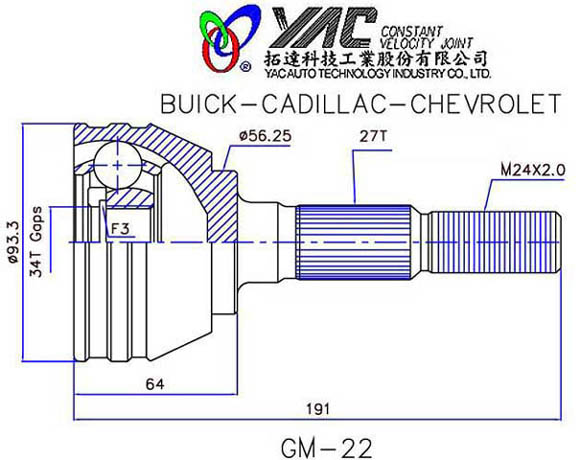 YAC CONSTANT
VELOCITY JOINT
®
拓達科技工業股份有限公司
YAC AUTO TECHNOLOGY INDUSTRY CO., LTD.
BUICK-CADILLAC-CHEVROLET
ø56.25
27T
M24X2.0
ø93.3
34T Gaps
F3
64
191
GM-22